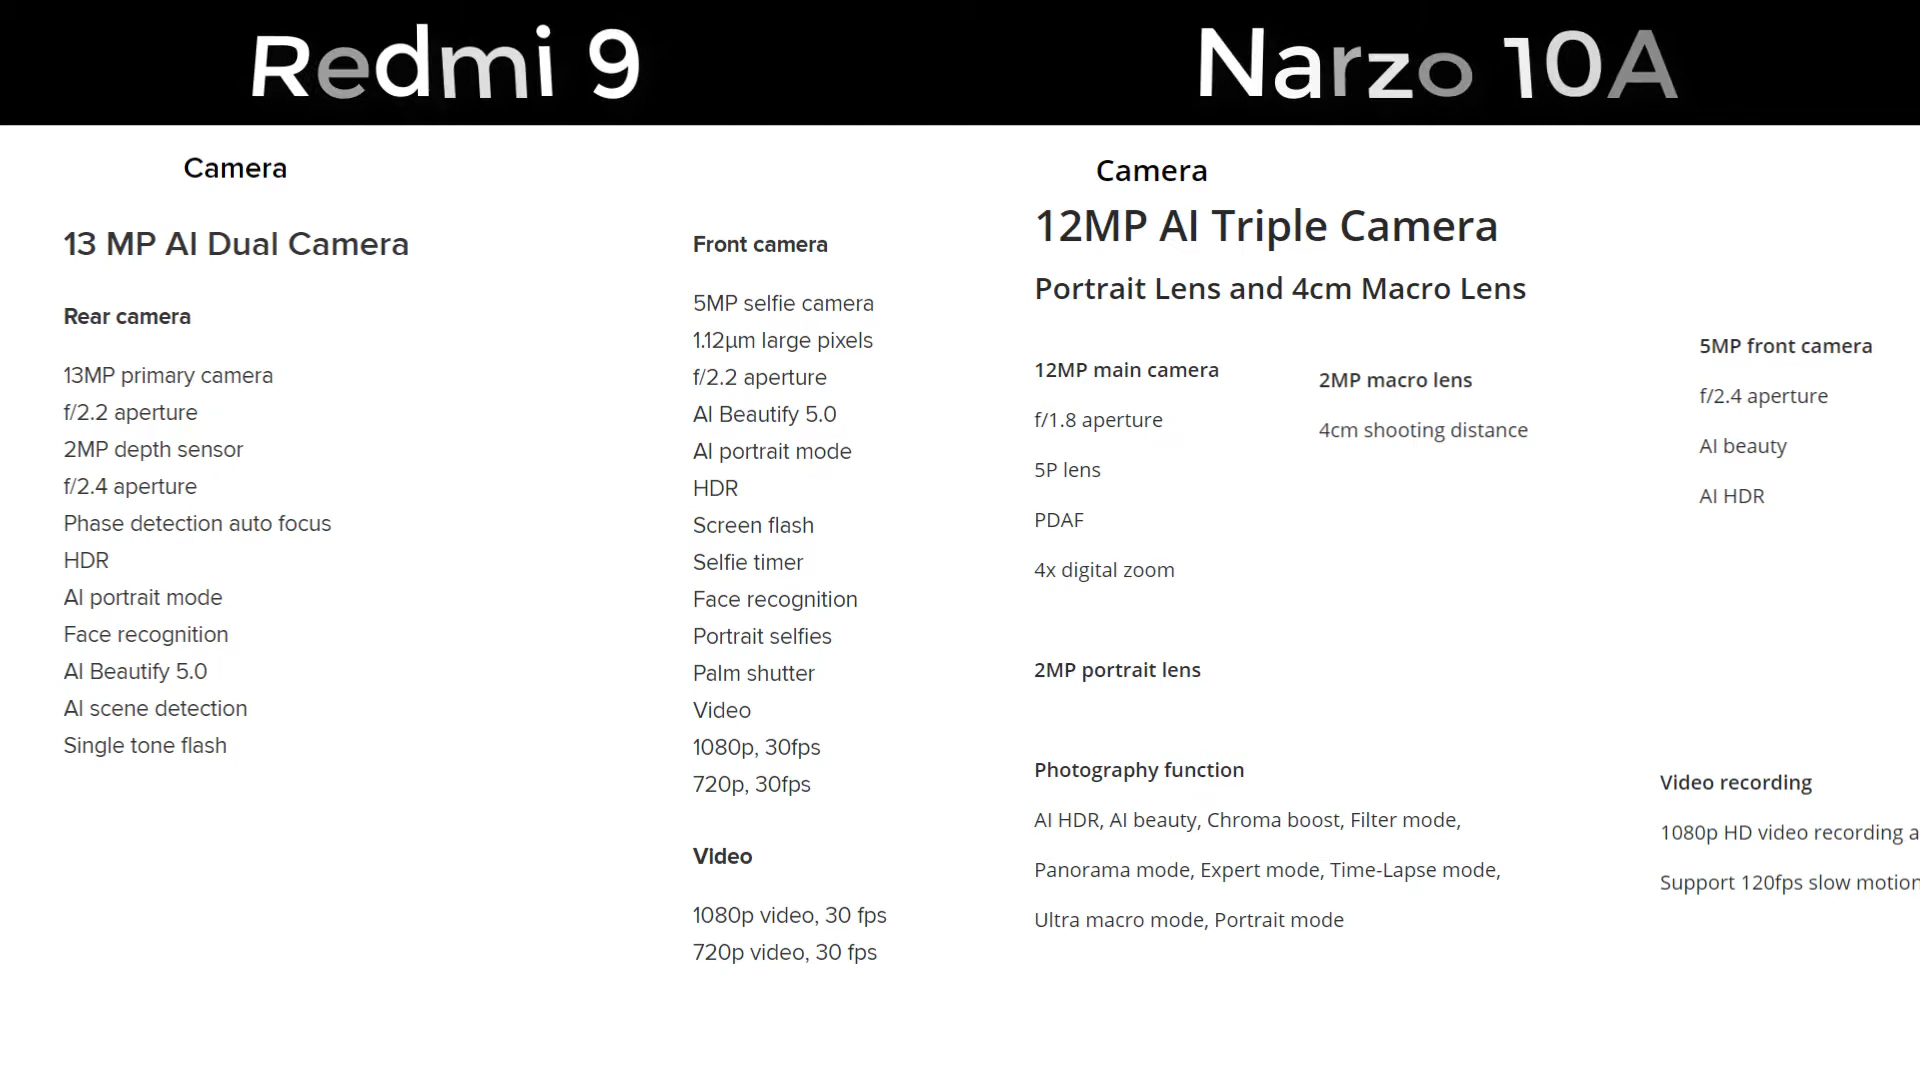 Redmi 9
Narzo 10A
Camera
13 MP AI Dual Camera
Rear camera
13MP primary camera
f/2.2 aperture
2MP depth sensor
f/2.4 aperture
Phase detection auto focus
HDR
AI portrait mode
Face recognition
AI Beautify 5.0
AI scene detection
Single tone flash
Front camera
5MP selfie camera
1.12µm large pixels
f/2.2 aperture
AI Beautify 5.0
AI portrait mode
HDR
Screen flash
Selfie timer
Face recognition
Portrait selfies
Palm shutter
Video
1080p, 30fps
720p, 30fps
Video
1080p video, 30 fps
720p video, 30 fps
Camera
12MP AI Triple Camera
Portrait Lens and 4cm Macro Lens
12MP main camera
f/1.8 aperture
5P lens
PDAF
4x digital zoom
2MP macro lens
4cm shooting distance
5MP front camera
f/2.4 aperture
AI beauty
AI HDR
2MP portrait lens
Photography function
AI HDR, AI beauty, Chroma boost, Filter mode,
Panorama mode, Expert mode, Time-Lapse mode,
Ultra macro mode, Portrait mode
Video recording
1080p HD video recording a
Support 120fps slow motion